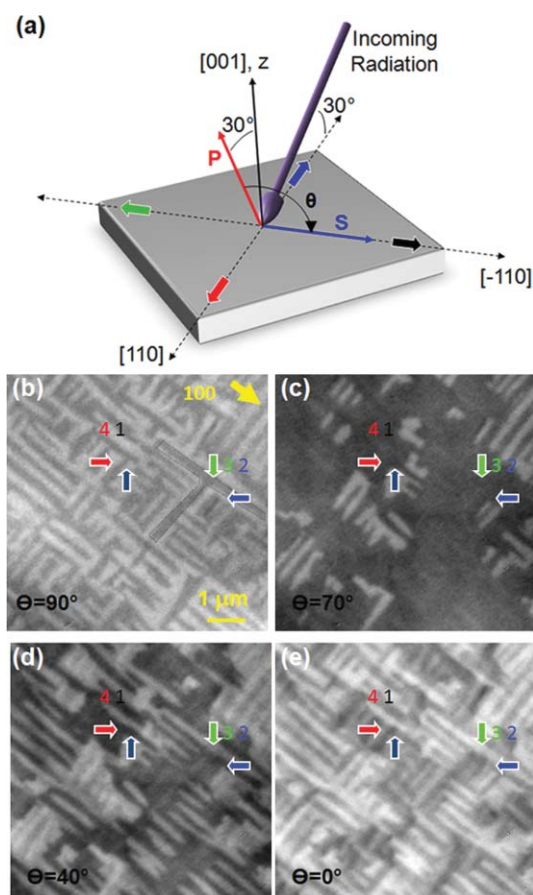 (a)
Incoming
Radiation
[001], z
30°
30°
P
θ
S
[-110]
[110]
(b)
100
4 1
3 2
Θ=90°
1 μm
(c)
4 1
3 2
Θ=70°
(d)
4 1
3 2
Θ=40°
(e)
4 1
3 2
Θ=0°